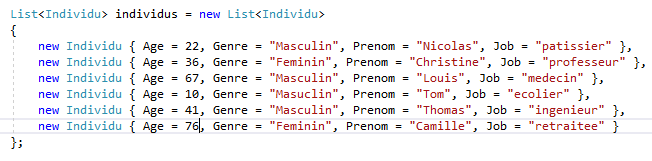 List<Individu> individus = new List<Individu>
{
new Individu { Age = 22, Genre = "Masculin", Prenom = "Nicolas", Job = "patissier" },
new Individu { Age = 36, Genre = "Feminin", Prenom = "Christine", Job = "professeur" },
new Individu { Age = 67, Genre = "Masculin", Prenom = "Louis", Job = "medecin" },
new Individu { Age = 10, Genre = "Masuclin", Prenom = "Tom", Job = "ecolier" },
new Individu { Age = 41, Genre = "Masculin", Prenom = "Thomas", Job = "ingenieur" },
new Individu { Age = 76, Genre = "Feminin", Prenom = "Camille", Job = "retraitee" }
};